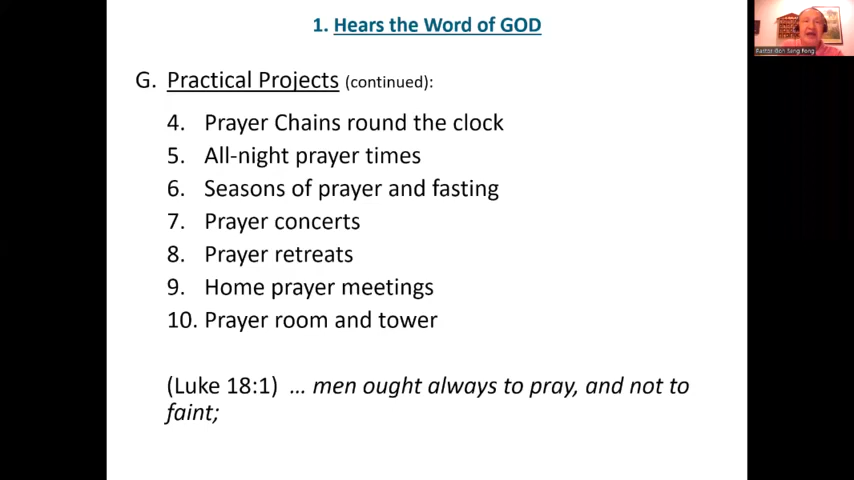 1. Hears the Word of GOD
G. Practical Projects (continued):
4. Prayer Chains round the clock
5. All-night prayer times
6. Seasons of prayer and fasting
7. Prayer concerts
8. Prayer retreats
9. Home prayer meetings
10. Prayer room and tower
(Luke 18:1) ... men ought always to pray, and not to
faint;